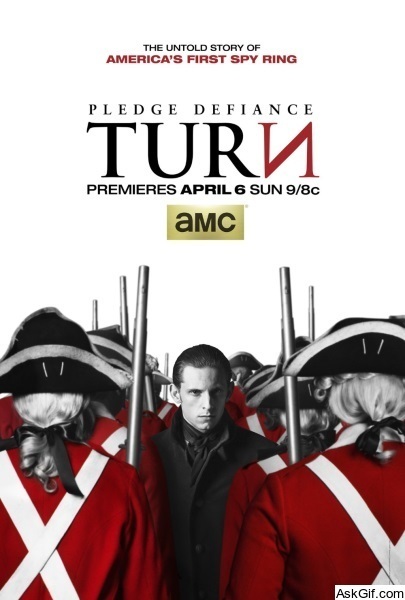 THE UNTOLD STORY OF
AMERICA'S FIRST SPY RING
PLEDGE DEFIANCE
TURN
PREMIERES APRIL 6 SUN 9/8c
aMC
AskGif.com